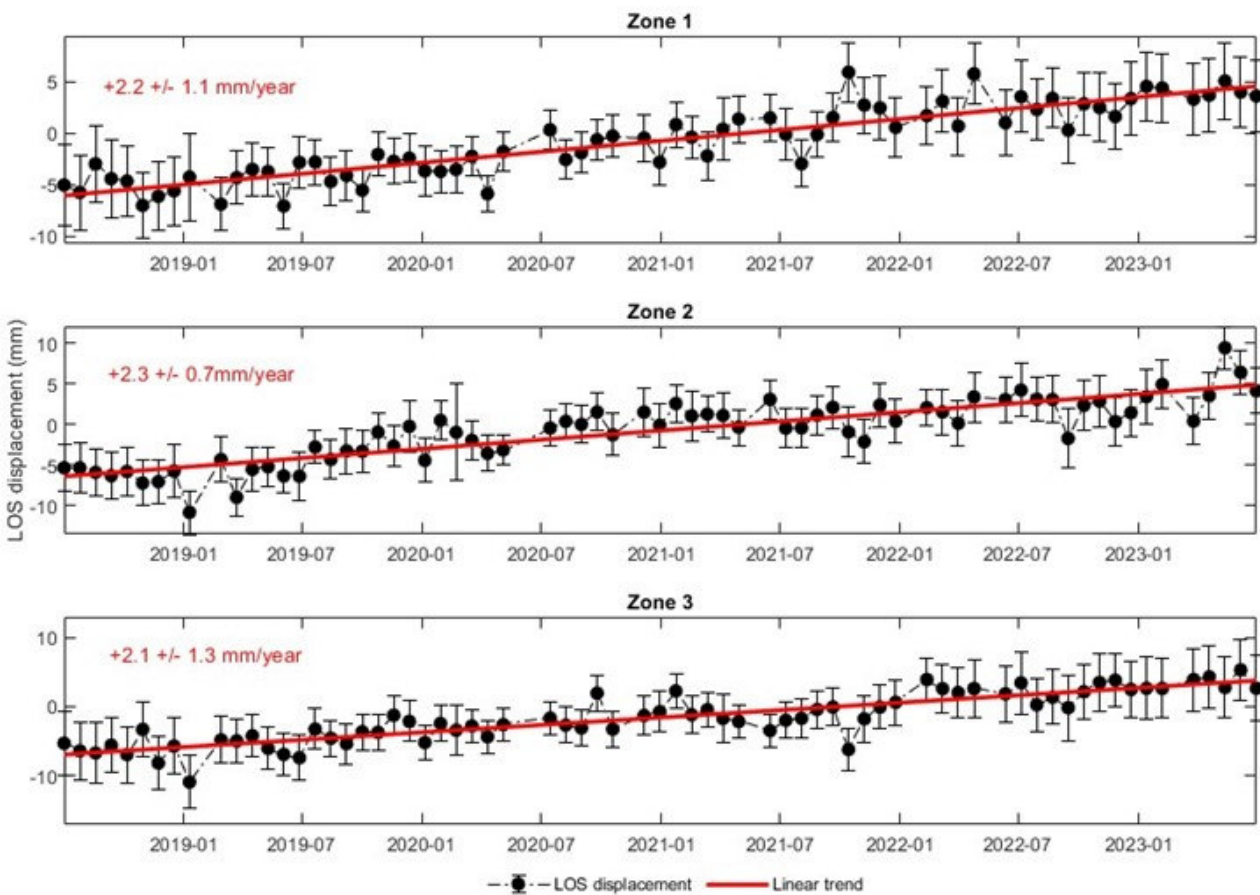 Zone 1
+2.2 +/- 1.1 mm/year
5
0
-5
-10
2019-01 2019-07 2020-01 2020-07 2021-01 2021-07 2022-01 2022-07 2023-01
Zone 2
LOS displacement (mm)
+2.3 +/- 0.7mm/year
10
5
0
-5
-10
2019-01 2019-07 2020-01 2020-07 2021-01 2021-07 2022-01 2022-07 2023-01
Zone 3
+2.1 +/- 1.3 mm/year
10
0
-10
2019-01 2019-07 2020-01 2020-07 2021-01 2021-07 2022-01 2022-07 2023-01
LOS displacement Linear trend